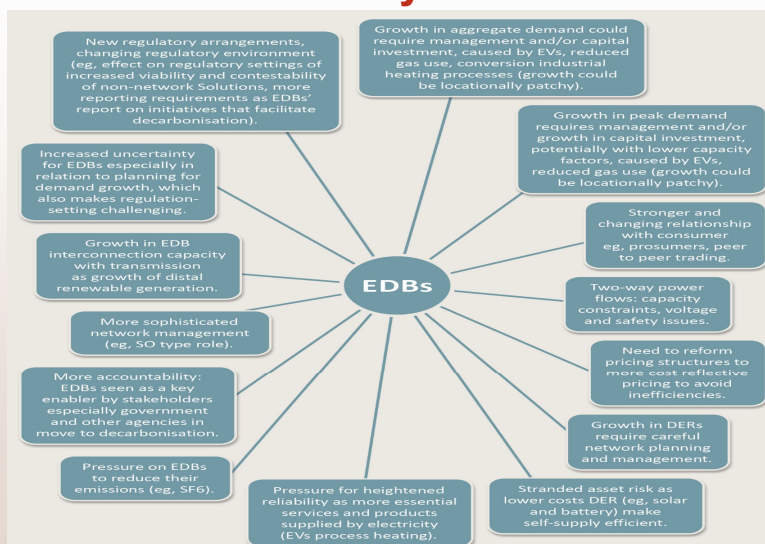 New regulatory arrangements,
changing regulatory environment
(eg, effect on regulatory settings of
increased viability and contestability
of non-network Solutions, more
reporting requirements as EDBs'
report on initiatives that facilitate
decarbonisation).
Growth in aggregate demand could
require management and/or capital
investment, caused by EVs, reduced
gas use, conversion industrial
heating processes (growth could
be locationally patchy).
Growth in peak demand
requires management and/or
growth in capital investment,
potentially with lower capacity
factors, caused by EVs,
reduced gas use (growth could
be locationally patchy).
Increased uncertainty
for EDBs especially in
relation to planning for
demand growth, which
also makes regulation-
setting challenging.
Stronger and
changing relationship
with consumer
eg, prosumers, peer
to peer trading.
Growth in EDB
interconnection capacity
with transmission
as growth of distal
renewable generation.
EDBs
Two-way power
flows: capacity
constraints, voltage
and safety issues.
More sophisticated
network management
(eg, SO type role).
Need to reform
pricing structures to
more cost reflective
pricing to avoid
inefficiencies.
More accountability:
EDBs seen as a key
enabler by stakeholders
especially government
and other agencies in
move to decarbonisation.
Growth in DERs
require careful
network planning
and management.
Pressure on EDBs
to reduce their
emissions (eg, SF6).
Pressure for heightened
reliability as more essential
services and products
supplied by electricity
(EVs process heating).
Stranded asset risk as
lower costs DER (eg, solar
and battery) make
self-supply efficient.